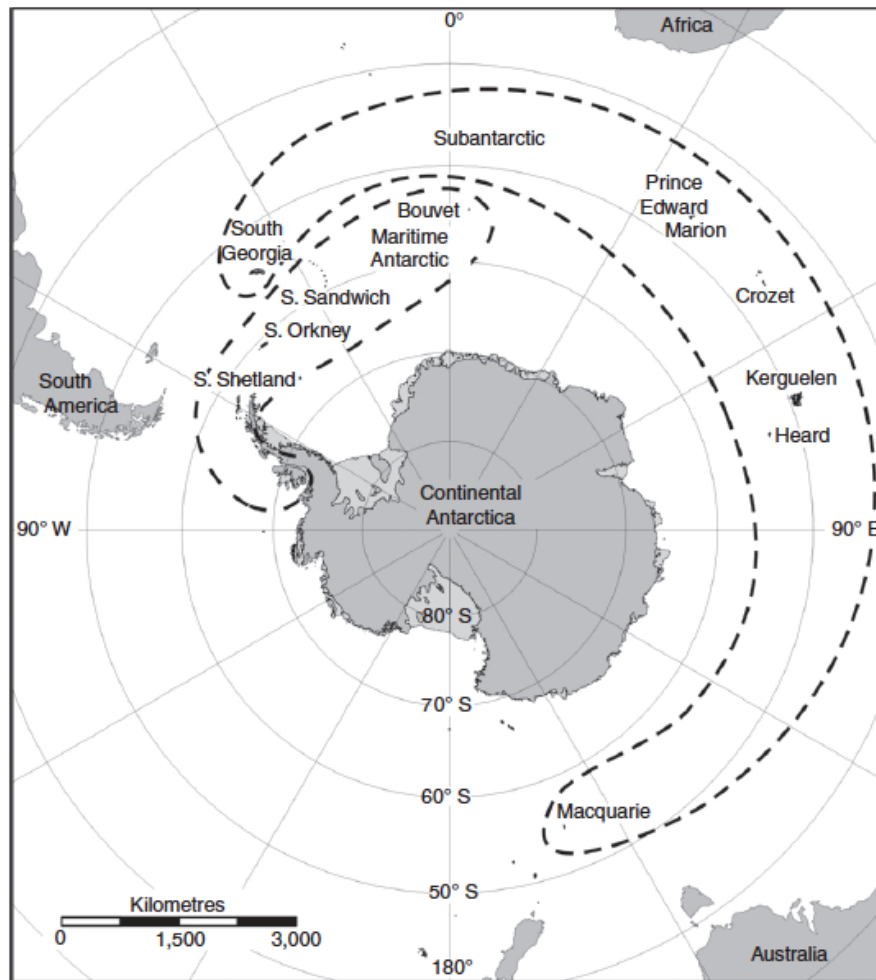 0°
Africa
Subantarctic
Prince
Edward
Marion
Bouvet
South
Georgia
Maritime
Antarctic
S. Sandwich
Crozet
S. Orkney
South
America
S. Shetland
Kerguelen
Heard
Continental
Antarctica
90° W
90° E
80° S
70° S
60° S
Macquarie
50° S
Kilometres
0 1,500 3,000
180°
Australia